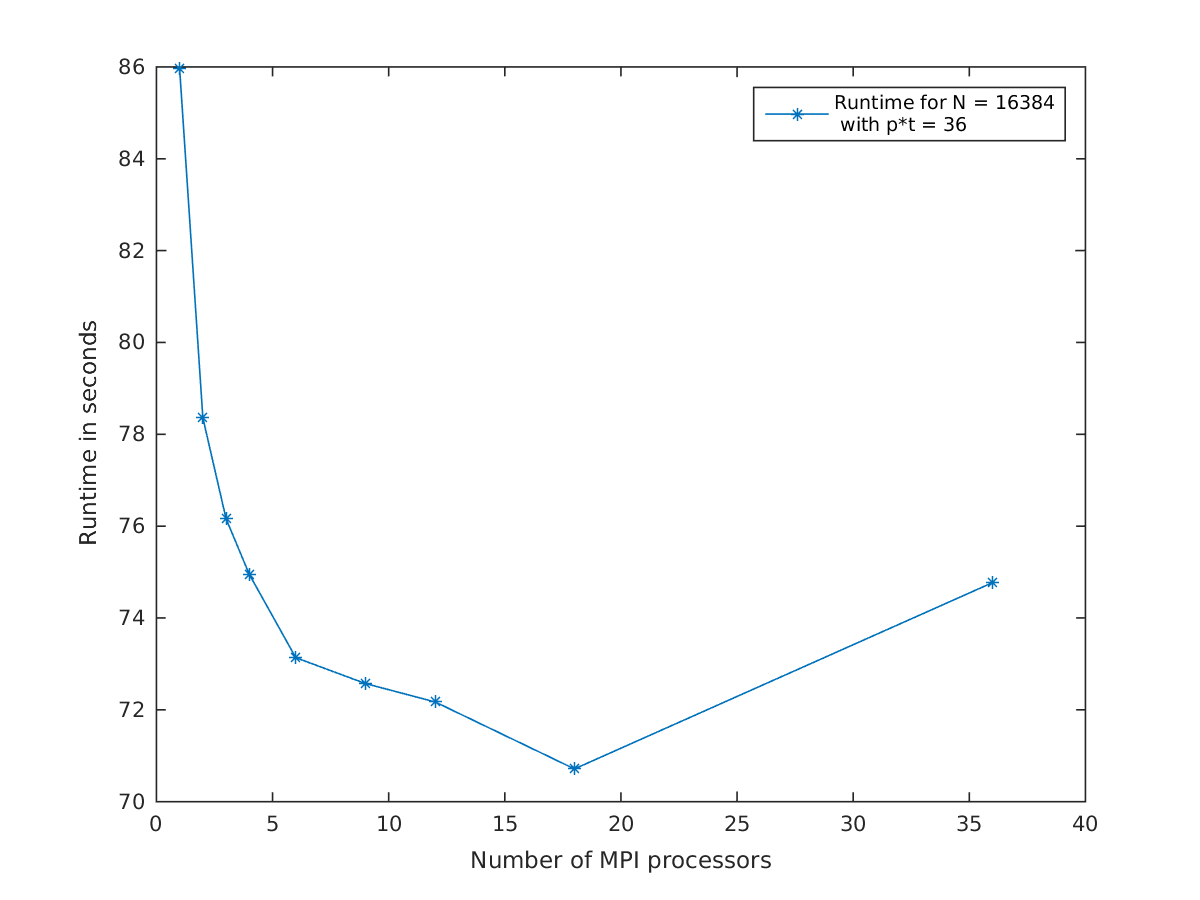 86
84
82
80
78
76
74
72
70
0 5 10 15 20 25 30 35 40
Runtime in seconds
Number of MPI processors
Runtime for N = 16384
with p*t = 36